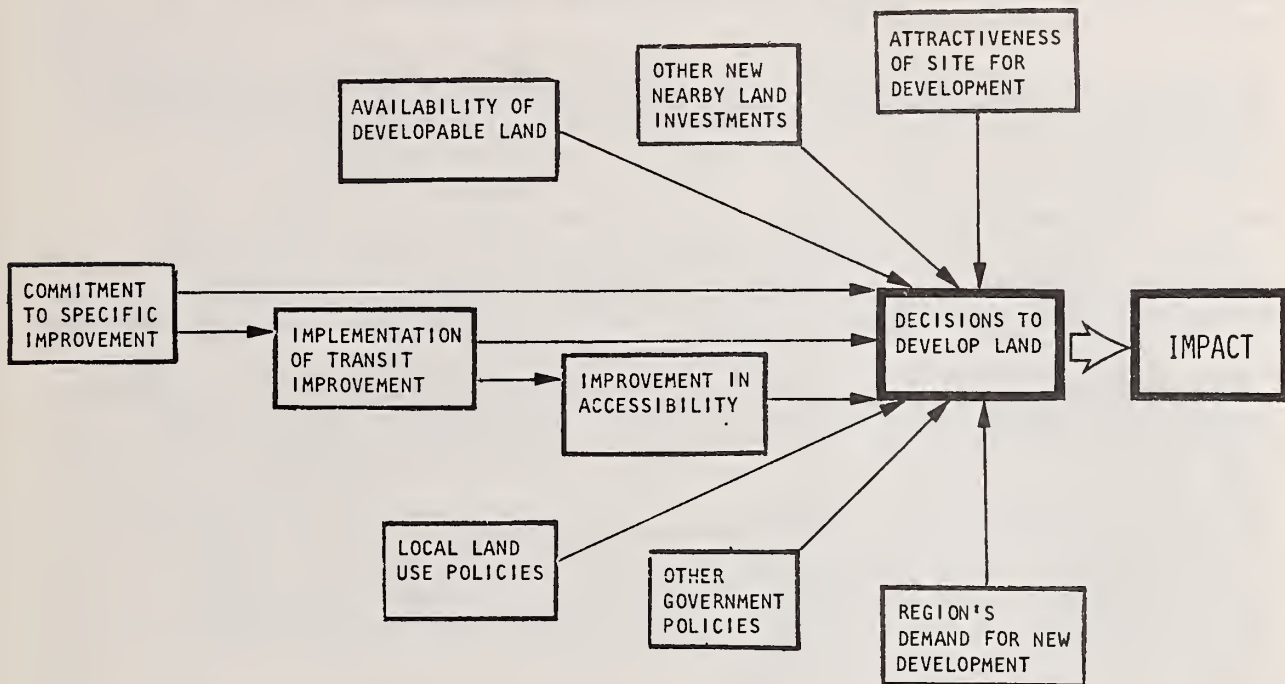 ATTRACTIVENESS
OF SITE FOR
DEVELOPMENT
OTHER NEW
NEARBY LAND
INVESTMENTS
AVAILABILITY OF
DEVELOPABLE LAND
COMMITMENT
TO SPECIFIC
IMPROVEMENT
IMPLEMENTATION
OF TRANSIT
IMPROVEMENT
IMPROVEMENT IN
ACCESSIBILITY
DECISIONS TO
DEVELOP LAND
IMPACT
LOCAL LAND
USE POLICIES
OTHER
GOVERNMENT
POLICIES
REGION'S
DEMAND FOR NEW
DEVELOPMENT